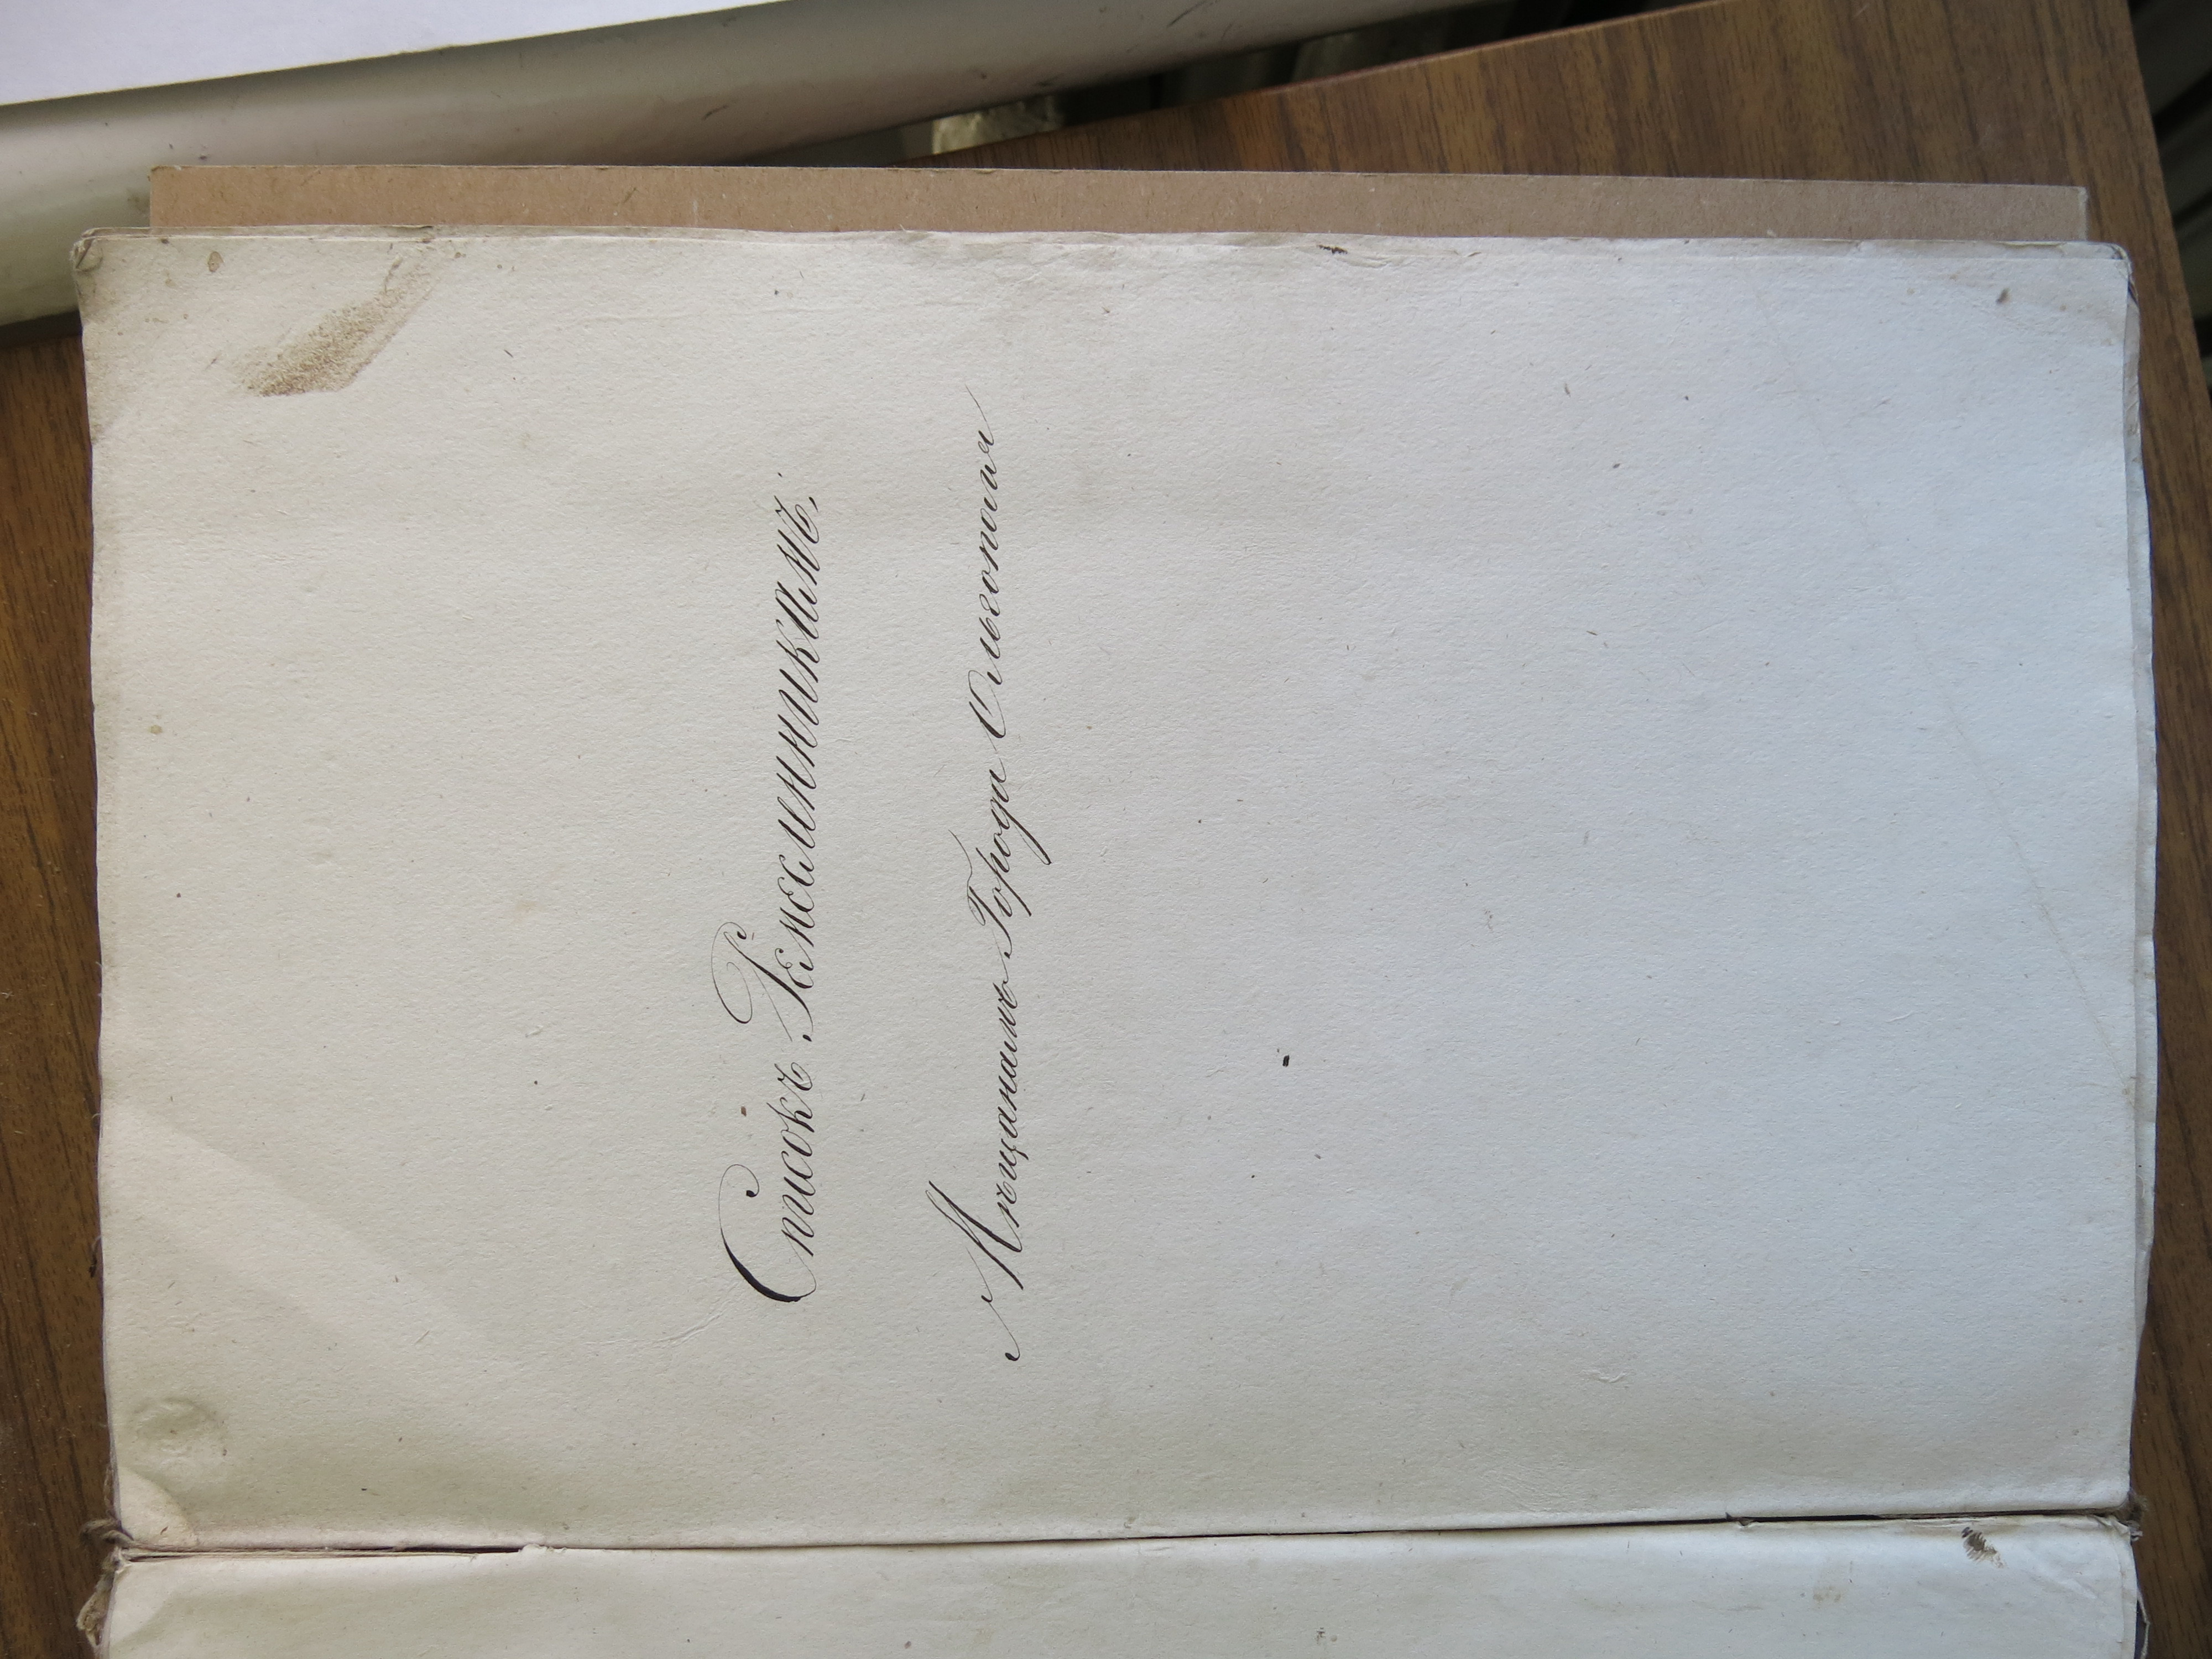 Списокъ Ремесленникамъ,
Мѣщанамъ Города Ольгополя